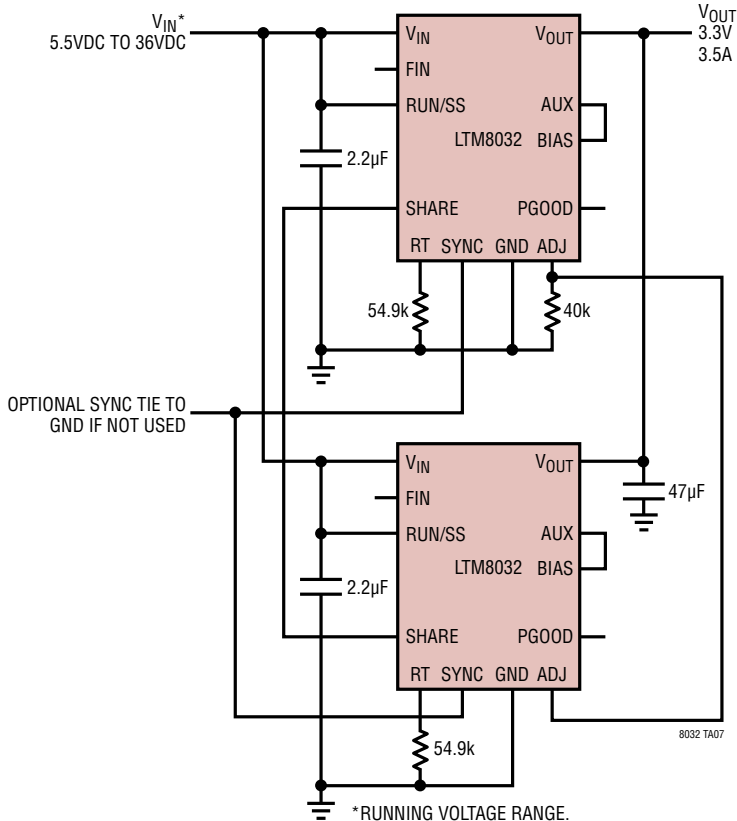 VIN*
5.5VDC TO 36VDC
VOUT
3.3V
3.5A
VIN
VOUT
FIN
RUN/SS
AUX
LTM8032
BIAS
2.2µF
SHARE
PGOOD
RT
SYNC
GND
ADJ
54.9k
40k
OPTIONAL SYNC TIE TO
GND IF NOT USED
VIN
VOUT
47µF
FIN
RUN/SS
AUX
LTM8032
BIAS
2.2µF
SHARE
PGOOD
RT
SYNC
GND
ADJ
8032 TA07
54.9k
*RUNNING VOLTAGE RANGE.